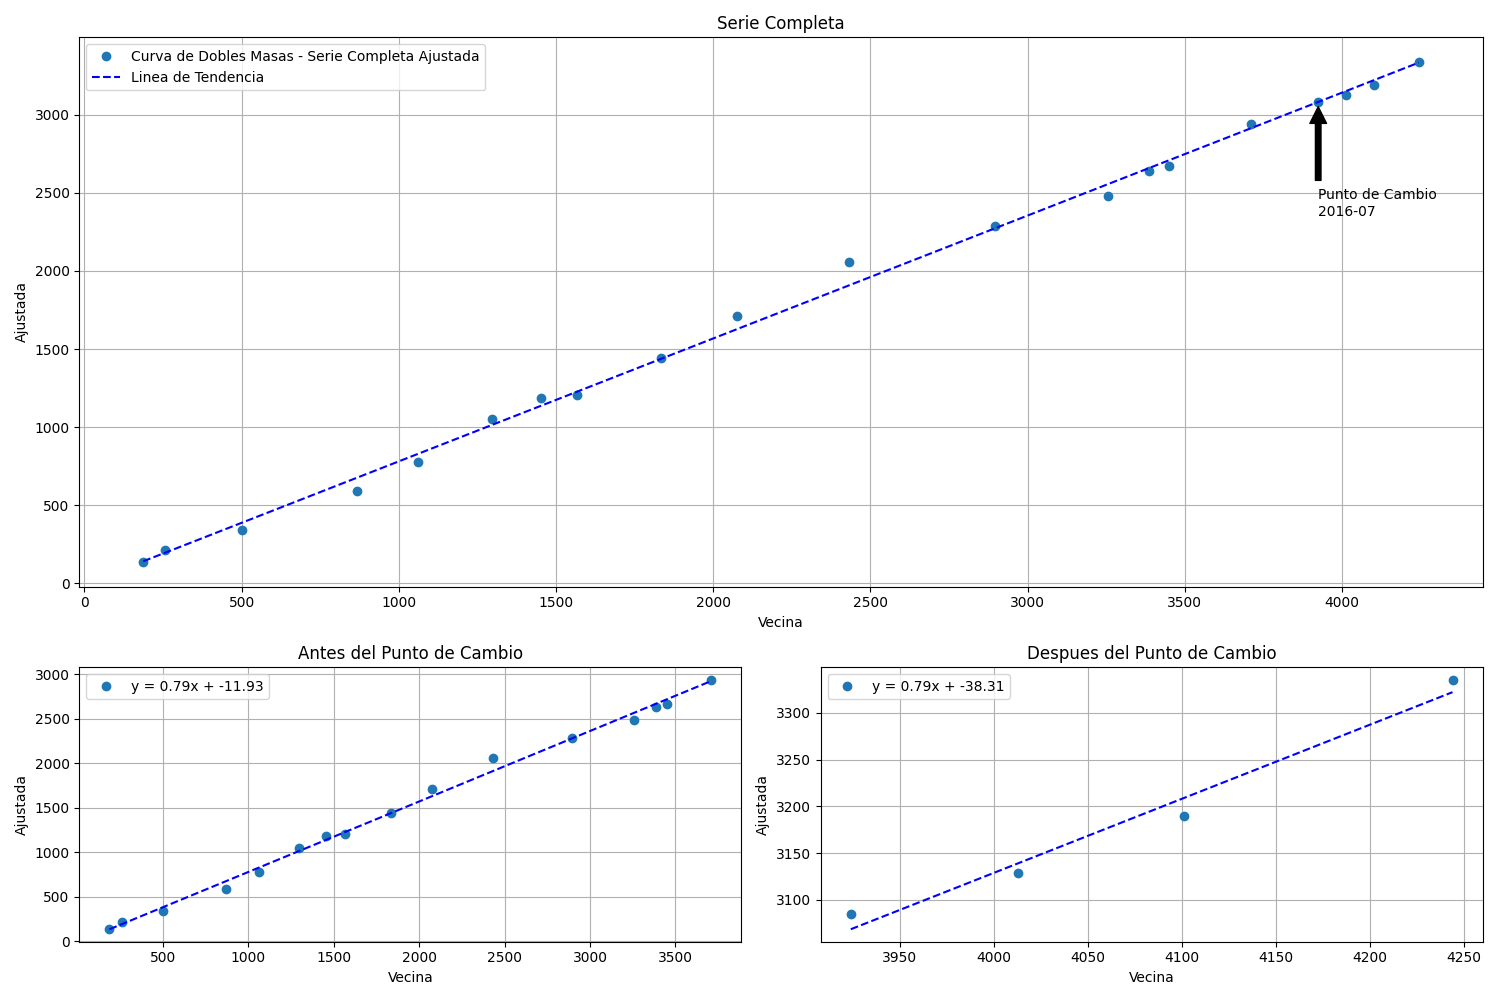 Serie Completa
Curva de Dobles Masas - Serie Completa Ajustada
Linea de Tendencia
3000
2500
2000
1500
1000
500
0
Ajustada
Punto de Cambio
2016-07
0 500 1000 1500 2000 2500 3000 3500 4000
Vecina
Antes del Punto de Cambio
y = 0.79x + -11.93
3000
2500
2000
1500
1000
500
0
Ajustada
500 1000 1500 2000 2500 3000 3500
Vecina
Despues del Punto de Cambio
y = 0.79x + -38.31
3300
3250
3200
3150
3100
Ajustada
3950 4000 4050 4100 4150 4200 4250
Vecina